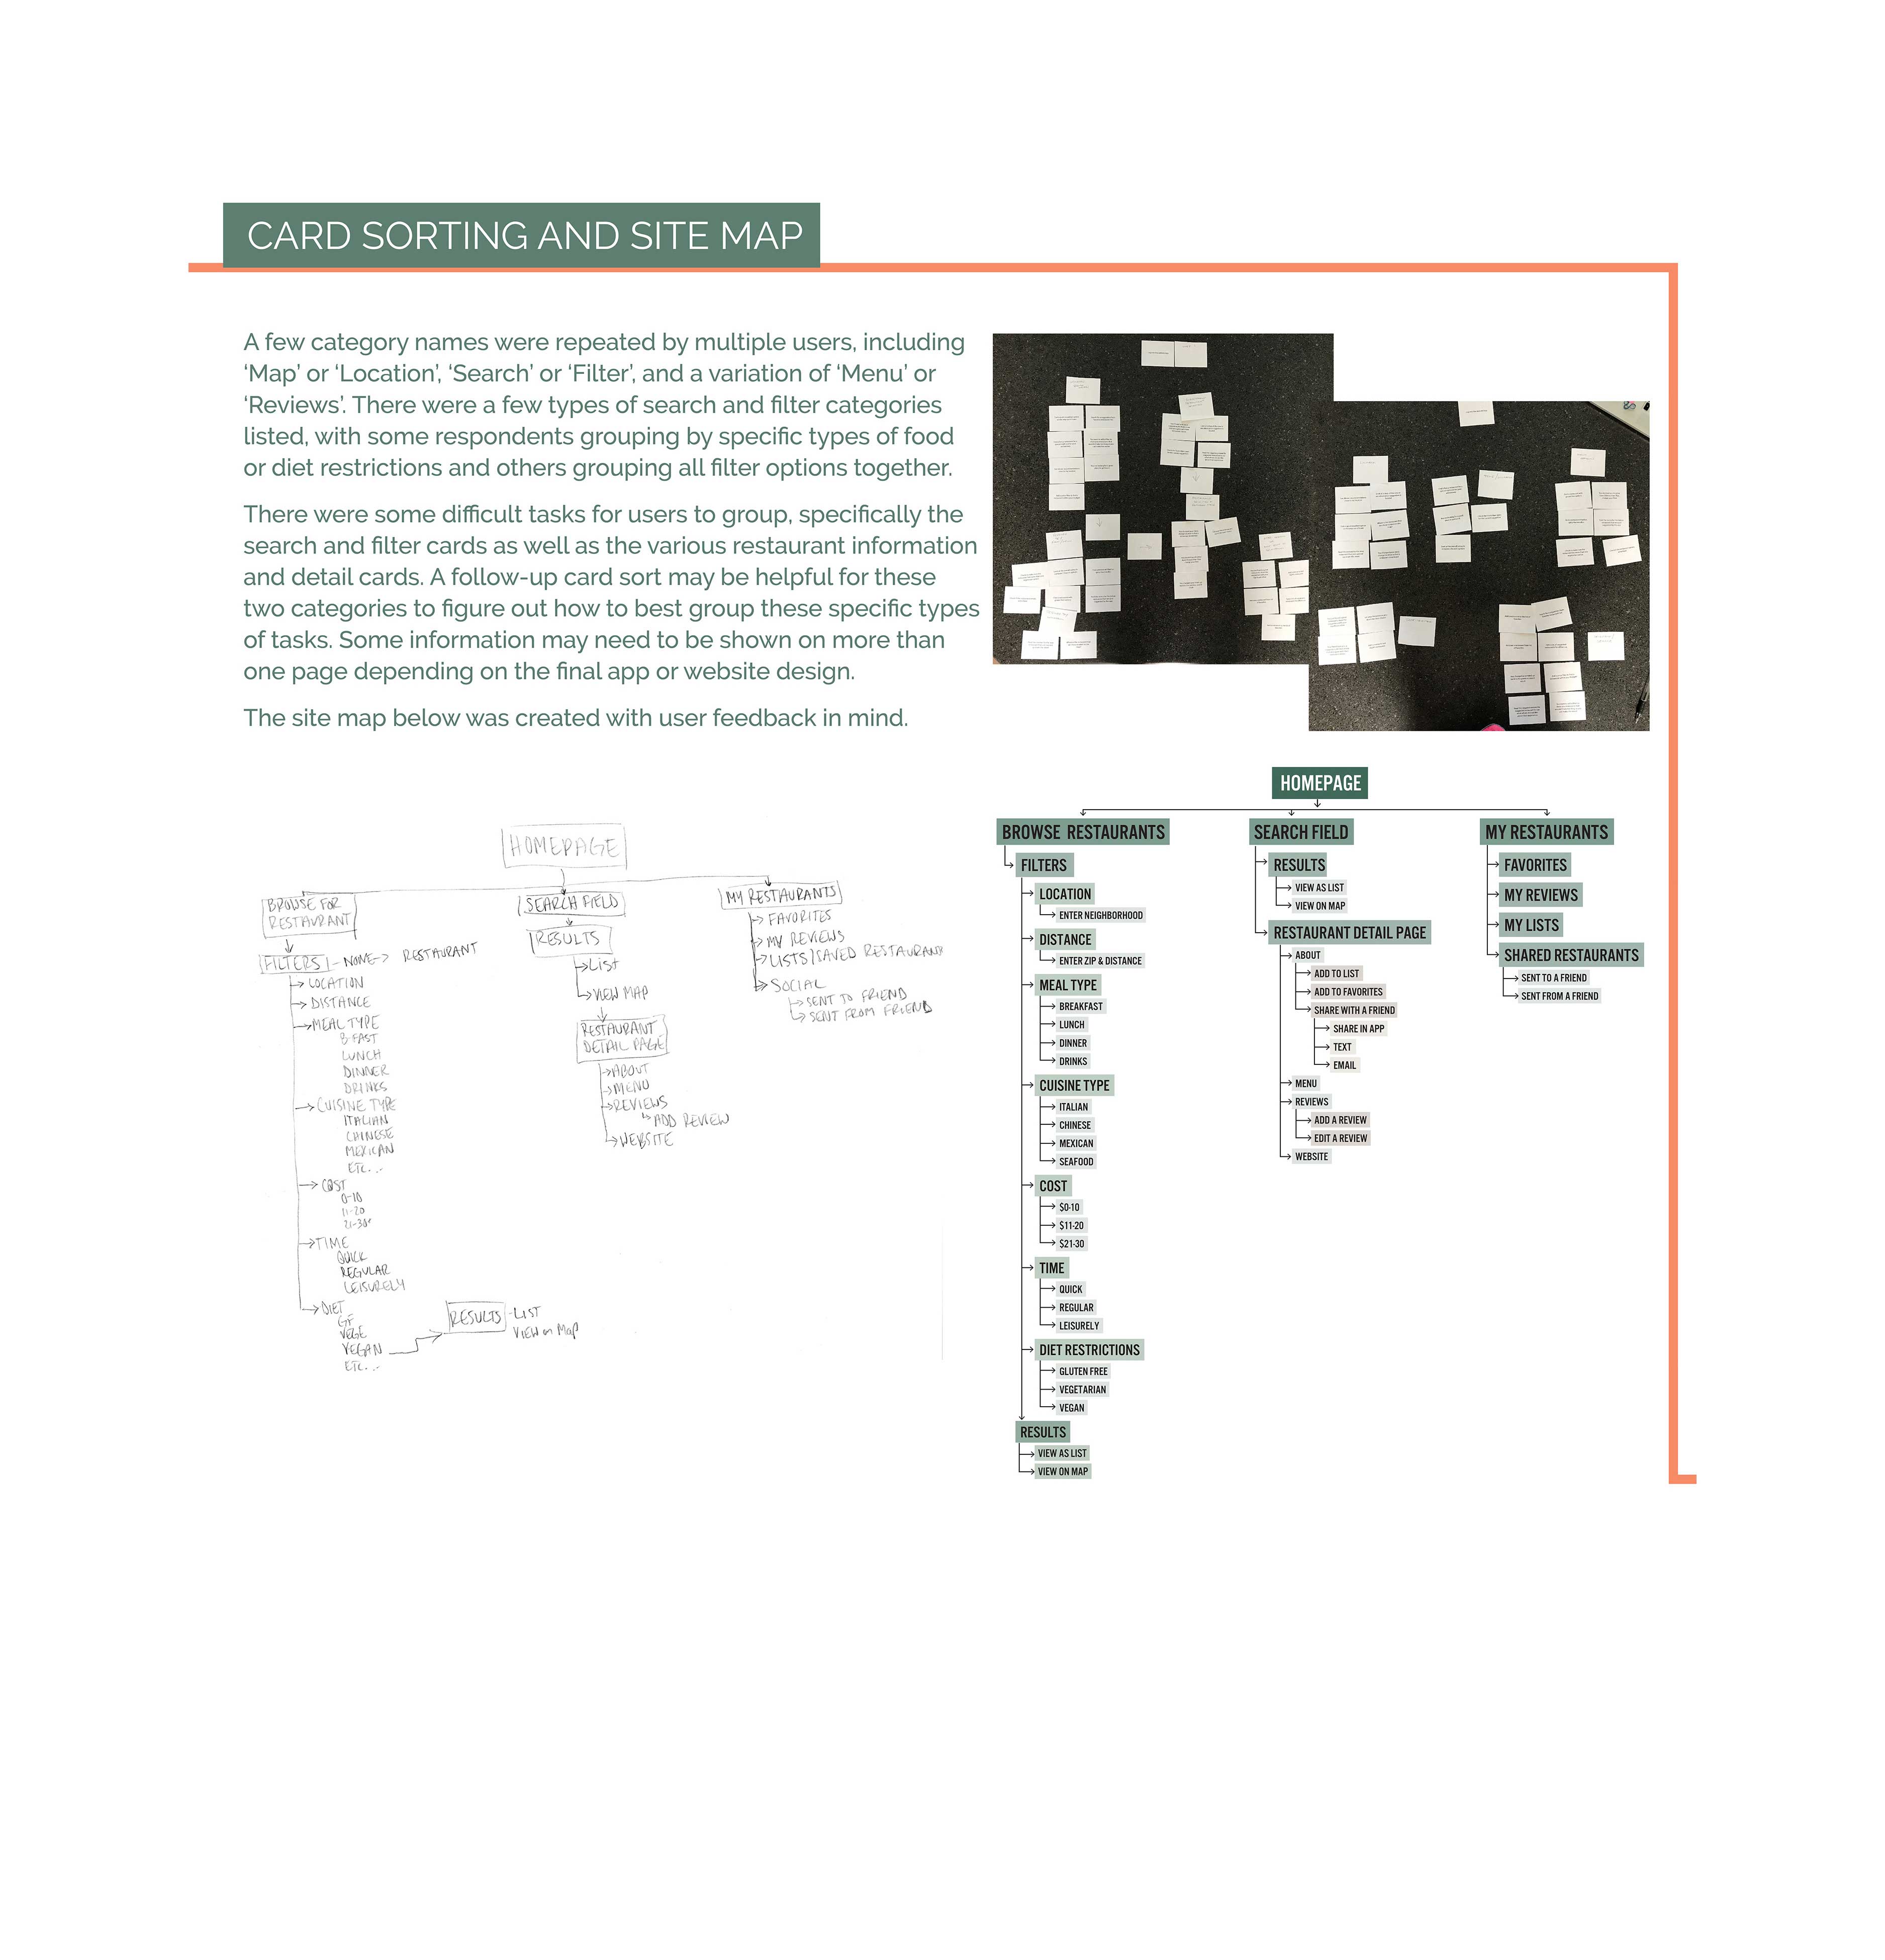 CARD SORTING AND SITE MAP
A few category names were repeated by multiple users, including
‘Map’ or ‘Location’, ‘Search’ or ‘Filter’, and a variation of ‘Menu’ or
‘Reviews’. There were a few types of search and filter categories
listed, with some respondents grouping by specific types of food
or diet restrictions and others grouping all filter options together.
There were some difficult tasks for users to group, specifically the
search and filter cards as well as the various restaurant information
and detail cards. A follow-up card sort may be helpful for these
two categories to figure out how to best group these specific types
of tasks. Some information may need to be shown on more than
one page depending on the final app or website design.
The site map below was created with user feedback in mind.
HOMEPAGE
BROWSE FOR
RESTAURANT
FILTERS - NONE -> RESTAURANT
LOCATION
DISTANCE
MEAL TYPE
B FAST
LUNCH
DINNER
DRINKS
CUISINE TYPE
ITALIAN
CHINESE
MEXICAN
ETC...
COST
0-10
11-20
21-30
TIME
QUICK
REGULAR
LEISURELY
DIET
GF
VEGE
VEGAN
ETC...
RESULTS - LIST
VIEW on MAP
SEARCH FIELD
RESULTS
LIST
VIEW MAP
RESTAURANT
DETAIL PAGE
ABOUT
MENU
REVIEWS
ADD REVIEW
WEBSITE
MY RESTAURANTS
FAVORITES
MY REVIEWS
LISTS/SAVED RESTAURANTS
SOCIAL
SENT TO FRIEND
SENT FROM FRIEND
HOMEPAGE
BROWSE RESTAURANTS
FILTERS
LOCATION
ENTER NEIGHBORHOOD
DISTANCE
ENTER ZIP & DISTANCE
MEAL TYPE
BREAKFAST
LUNCH
DINNER
DRINKS
CUISINE TYPE
ITALIAN
CHINESE
MEXICAN
SEAFOOD
COST
$0-10
$11-20
$21-30
TIME
QUICK
REGULAR
LEISURELY
DIET RESTRICTIONS
GLUTEN FREE
VEGETARIAN
VEGAN
RESULTS
VIEW AS LIST
VIEW ON MAP
SEARCH FIELD
RESULTS
VIEW AS LIST
VIEW ON MAP
RESTAURANT DETAIL PAGE
ABOUT
ADD TO LIST
ADD TO FAVORITES
SHARE WITH A FRIEND
SHARE IN APP
TEXT
EMAIL
MENU
REVIEWS
ADD A REVIEW
EDIT A REVIEW
WEBSITE
MY RESTAURANTS
FAVORITES
MY REVIEWS
MY LISTS
SHARED RESTAURANTS
SENT TO A FRIEND
SENT FROM A FRIEND